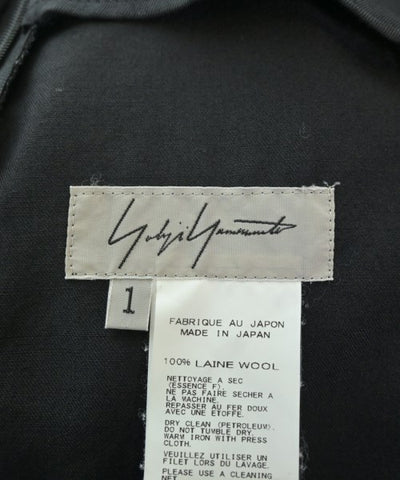 Yohji Yamamoto
1
FABRIQUE AU JAPON
MADE IN JAPAN
100% LAINE WOOL
NETTOYAGE A SEC
(ESSENCE F).
NE PAS FAIRE SECHER A
LA MACHINE.
REPASSER AU FER DOUX
AVEC UNE ETOFFE.
DRY CLEAN (PETROLEUM).
DO NOT TUMBLE DRY.
WARM IRON WITH PRESS
CLOTH.
VEUILLEZ UTILISER UN
FILET LORS DU LAVAGE.
PLEASE USE A CLEANING